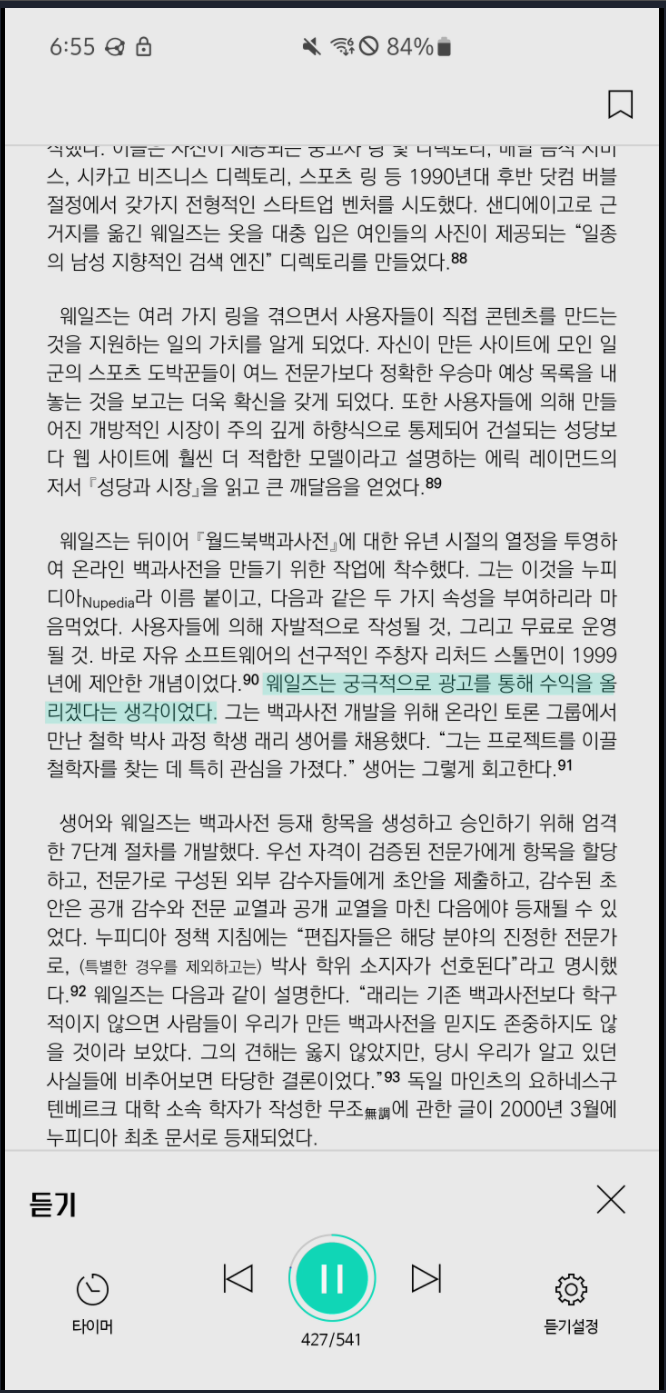 6:55 84%
스, 시카고 비즈니스 디렉토리, 스포츠 링 등 1990년대 후반 닷컴 버블
절정에서 갖가지 전형적인 스타트업 벤처를 시도했다. 샌디에이고로 근
거지를 옮긴 웨일즈는 옷을 대충 입은 여인들의 사진이 제공되는 “일종
의 남성 지향적인 검색 엔진” 디렉토리를 만들었다.88
웨일즈는 여러 가지 링을 겪으면서 사용자들이 직접 콘텐츠를 만드는
것을 지원하는 일의 가치를 알게 되었다. 자신이 만든 사이트에 모인 일
군의 스포츠 도박꾼들이 여느 전문가보다 정확한 우승마 예상 목록을 내
놓는 것을 보고는 더욱 확신을 갖게 되었다. 또한 사용자들에 의해 만들
어진 개방적인 시장이 주의 깊게 하향식으로 통제되어 건설되는 성당보
다 웹 사이트에 훨씬 더 적합한 모델이라고 설명하는 에릭 레이먼드의
저서 『성당과 시장』을 읽고 큰 깨달음을 얻었다.89
웨일즈는 뒤이어 『월드북백과사전』에 대한 유년 시절의 열정을 투영하
여 온라인 백과사전을 만들기 위한 작업에 착수했다. 그는 이것을 누피
디아Nupedia라 이름 붙이고, 다음과 같은 두 가지 속성을 부여하리라 마
음먹었다. 사용자들에 의해 자발적으로 작성될 것, 그리고 무료로 운영
될 것. 바로 자유 소프트웨어의 선구적인 주창자 리처드 스톨먼이 1999
년에 제안한 개념이었다.90 웨일즈는 궁극적으로 광고를 통해 수익을 올
리겠다는 생각이었다. 그는 백과사전 개발을 위해 온라인 토론 그룹에서
만난 철학 박사 과정 학생 래리 생어를 채용했다. “그는 프로젝트를 이끌
철학자를 찾는 데 특히 관심을 가졌다.” 생어는 그렇게 회고한다.91
생어와 웨일즈는 백과사전 등재 항목을 생성하고 승인하기 위해 엄격
한 7단계 절차를 개발했다. 우선 자격이 검증된 전문가에게 항목을 할당
하고, 전문가로 구성된 외부 감수자들에게 초안을 제출하고, 감수된 초
안은 공개 감수와 전문 교열과 공개 교열을 마친 다음에야 등재될 수 있
었다. 누피디아 정책 지침에는 “편집자들은 해당 분야의 진정한 전문가
로, (특별한 경우를 제외하고는) 박사 학위 소지자가 선호된다”라고 명시했
다.92 웨일즈는 다음과 같이 설명한다. “래리는 기존 백과사전보다 학구
적이지 않으면 사람들이 우리가 만든 백과사전을 믿지도 존중하지도 않
을 것이라 보았다. 그의 견해는 옳지 않았지만, 당시 우리가 알고 있던
사실들에 비추어보면 타당한 결론이었다.”93 독일 마인츠의 요하네스구
텐베르크 대학 소속 학자가 작성한 무조無調에 관한 글이 2000년 3월에
누피디아 최초 문서로 등재되었다.
듣기
타이머
427/541
듣기설정